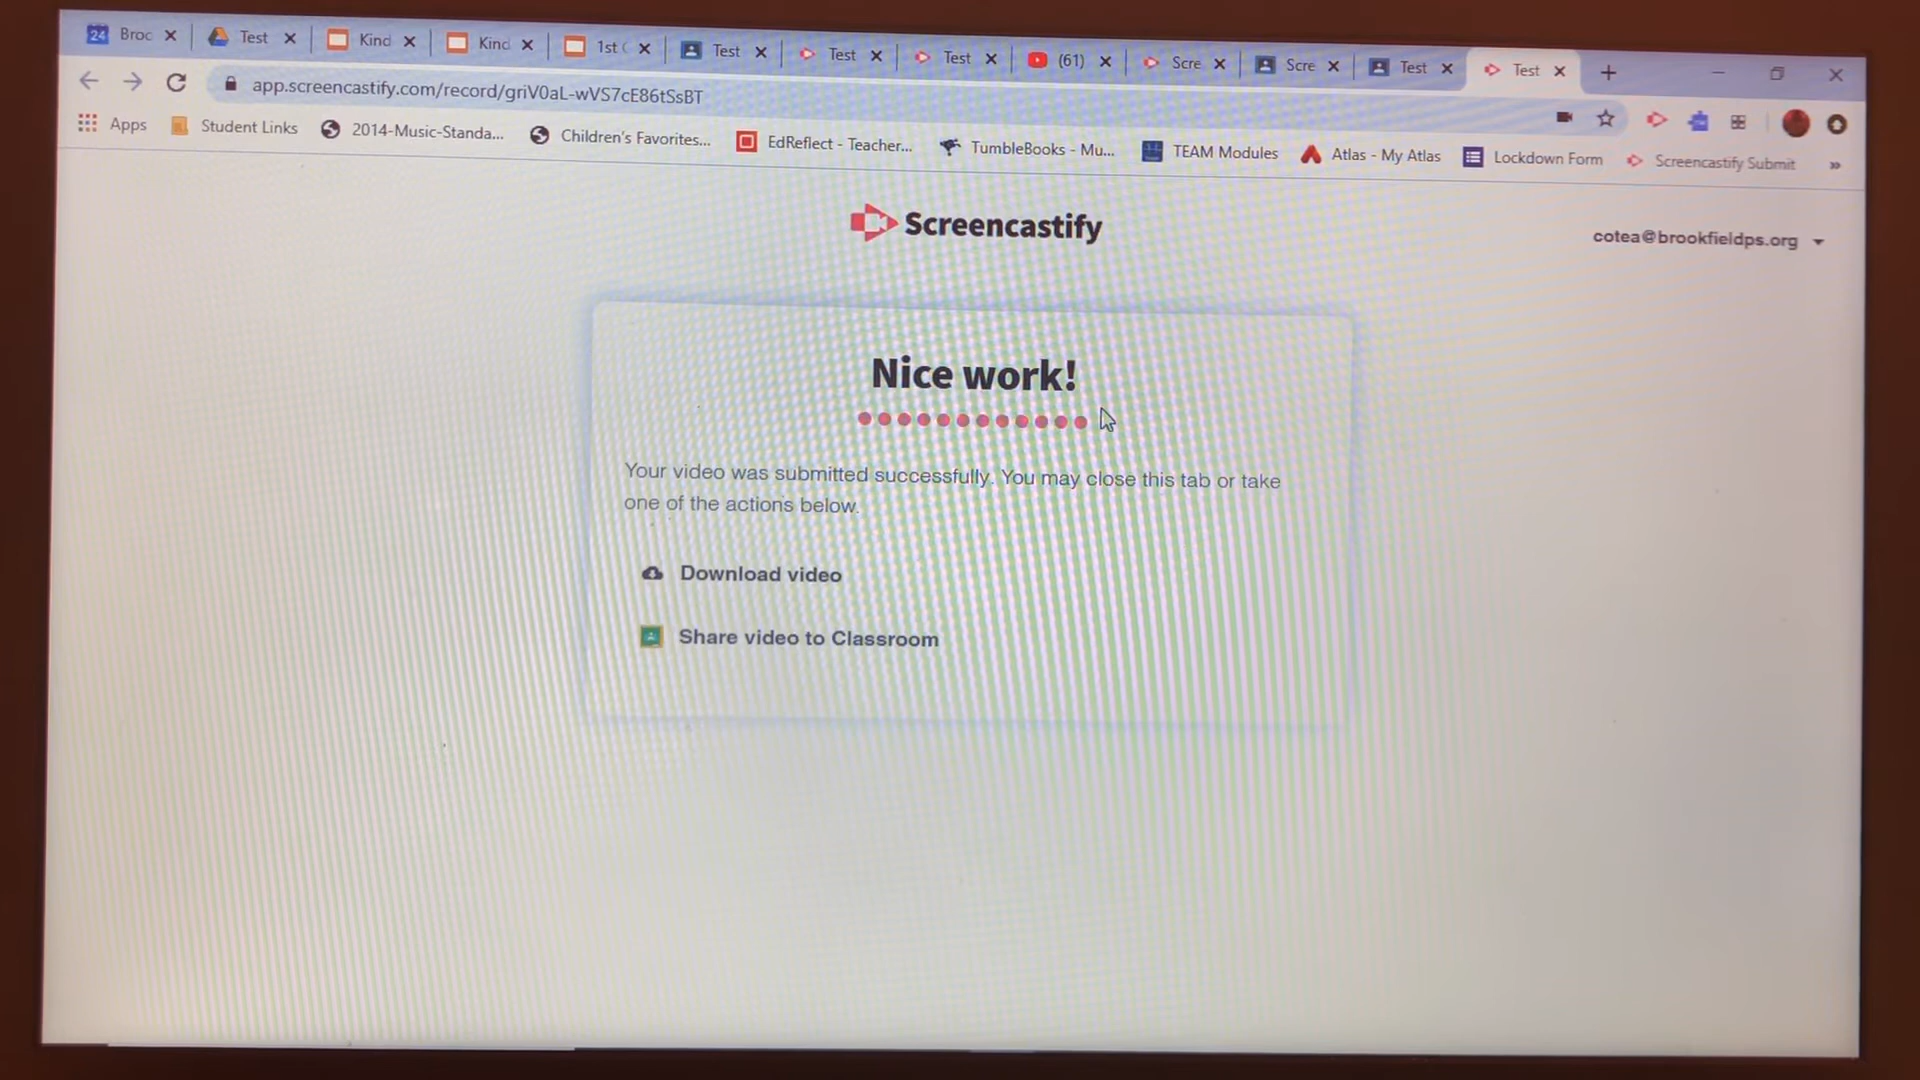 24 Broc Test Kind Kind 1st Test Test Test (61) Scre Scre Test Test
app.screencastify.com/record/griV0aL-wVS7cE86tSsBT
Apps Student Links 2014-Music-Standa... Children's Favorites... EdReflect - Teacher... TumbleBooks - Mu... TEAM Modules Atlas - My Atlas Lockdown Form Screencastify Submit »
Screencastify
cotea@brookfieldps.org
Nice work!
Your video was submitted successfully. You may close this tab or take
one of the actions below.
Download video
Share video to Classroom